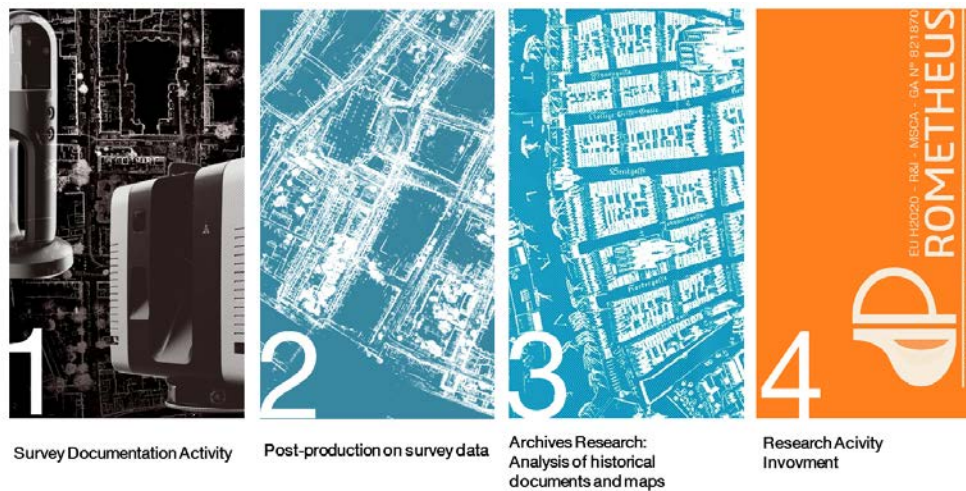 1
Survey Documentation Activity
2
Post-production on survey data
3
Breitgasse
Archives Research:
Analysis of historical
documents and maps
4
EU H2020 - R&I - MSCA - GA N° 821870
ROMETHEUS
Research Acivity
Invovment